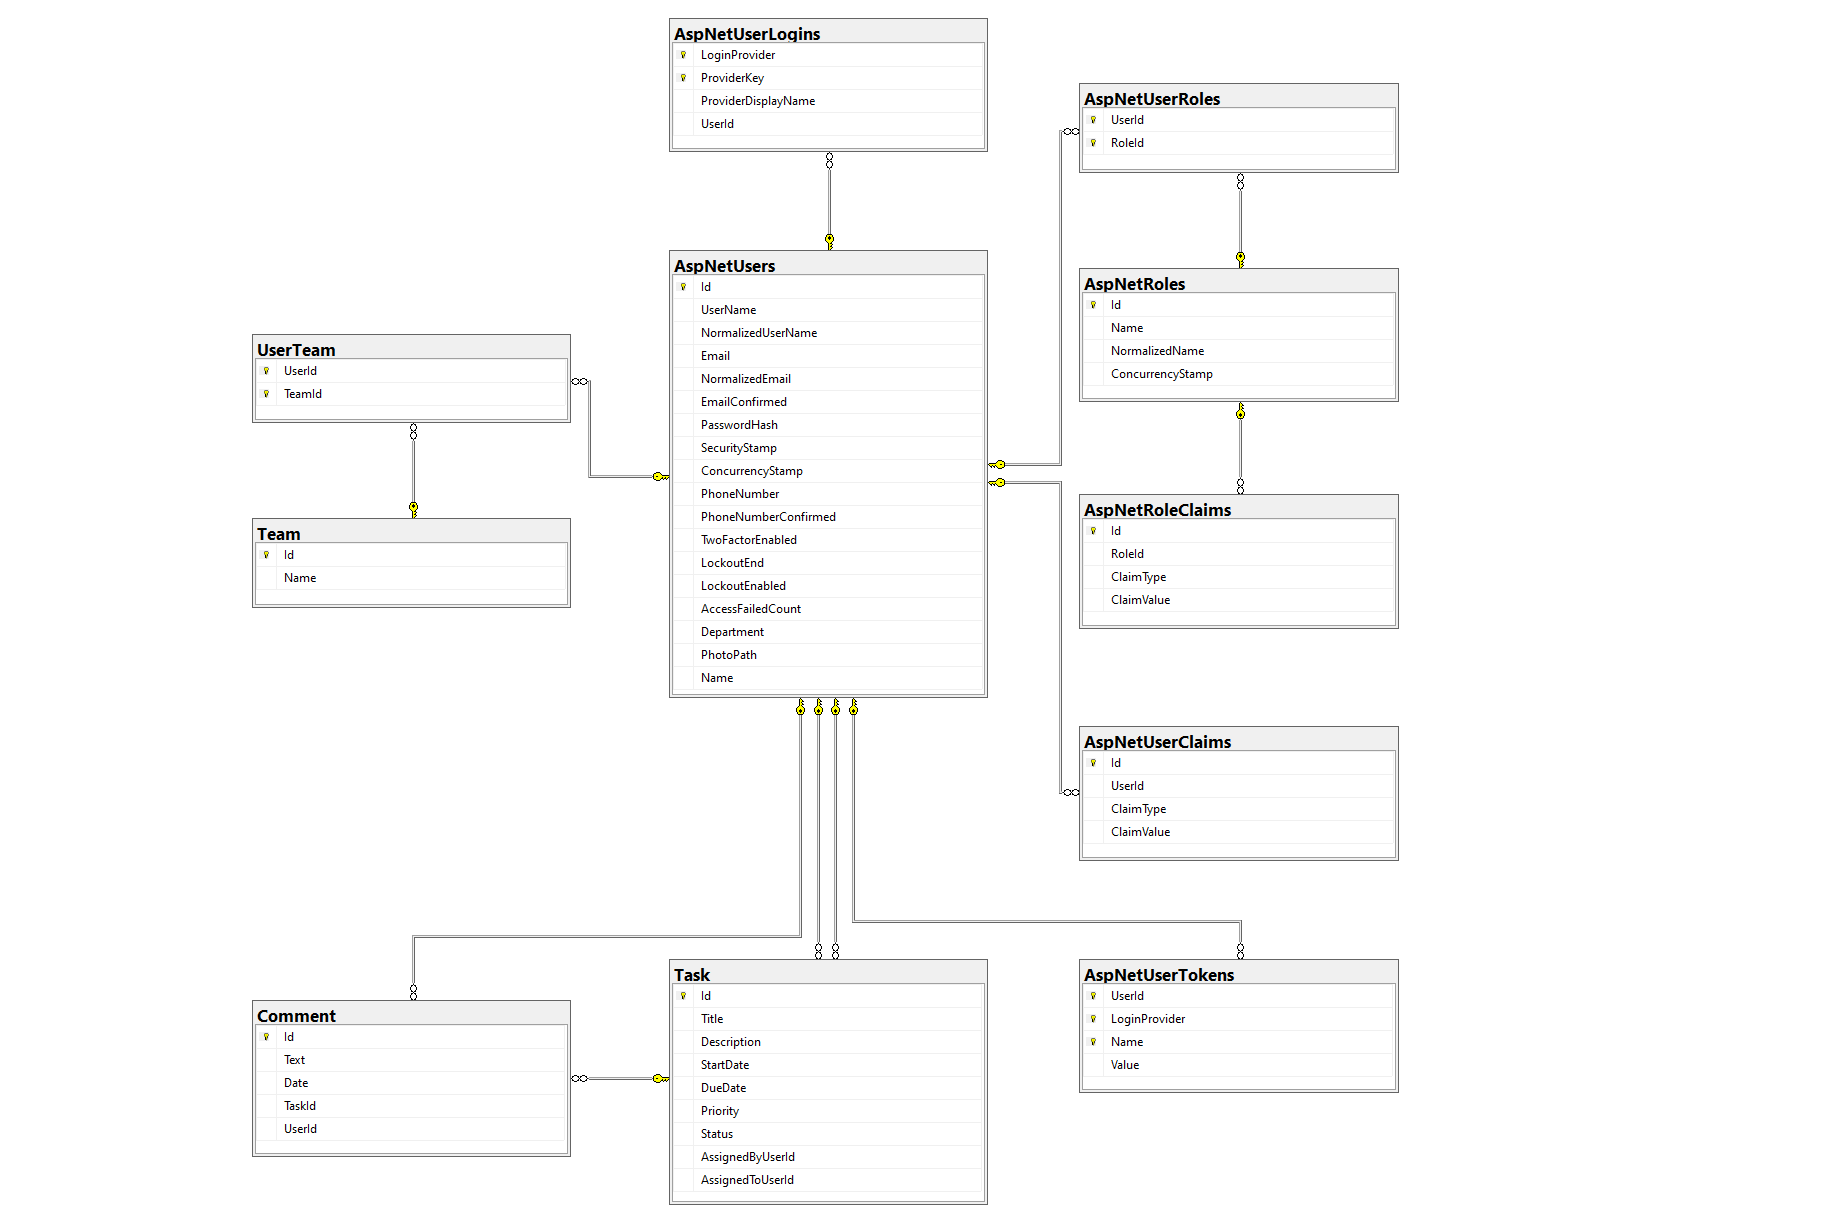 AspNetUserLogins
LoginProvider
ProviderKey
ProviderDisplayName
UserId
AspNetUserRoles
UserId
RoleId
AspNetUsers
Id
UserName
NormalizedUserName
Email
NormalizedEmail
EmailConfirmed
PasswordHash
SecurityStamp
ConcurrencyStamp
PhoneNumber
PhoneNumberConfirmed
TwoFactorEnabled
LockoutEnd
LockoutEnabled
AccessFailedCount
Department
PhotoPath
Name
AspNetRoles
Id
Name
NormalizedName
ConcurrencyStamp
UserTeam
UserId
TeamId
Team
Id
Name
AspNetRoleClaims
Id
RoleId
ClaimType
ClaimValue
AspNetUserClaims
Id
UserId
ClaimType
ClaimValue
Comment
Id
Text
Date
TaskId
UserId
Task
Id
Title
Description
StartDate
DueDate
Priority
Status
AssignedByUserId
AssignedToUserId
AspNetUserTokens
UserId
LoginProvider
Name
Value